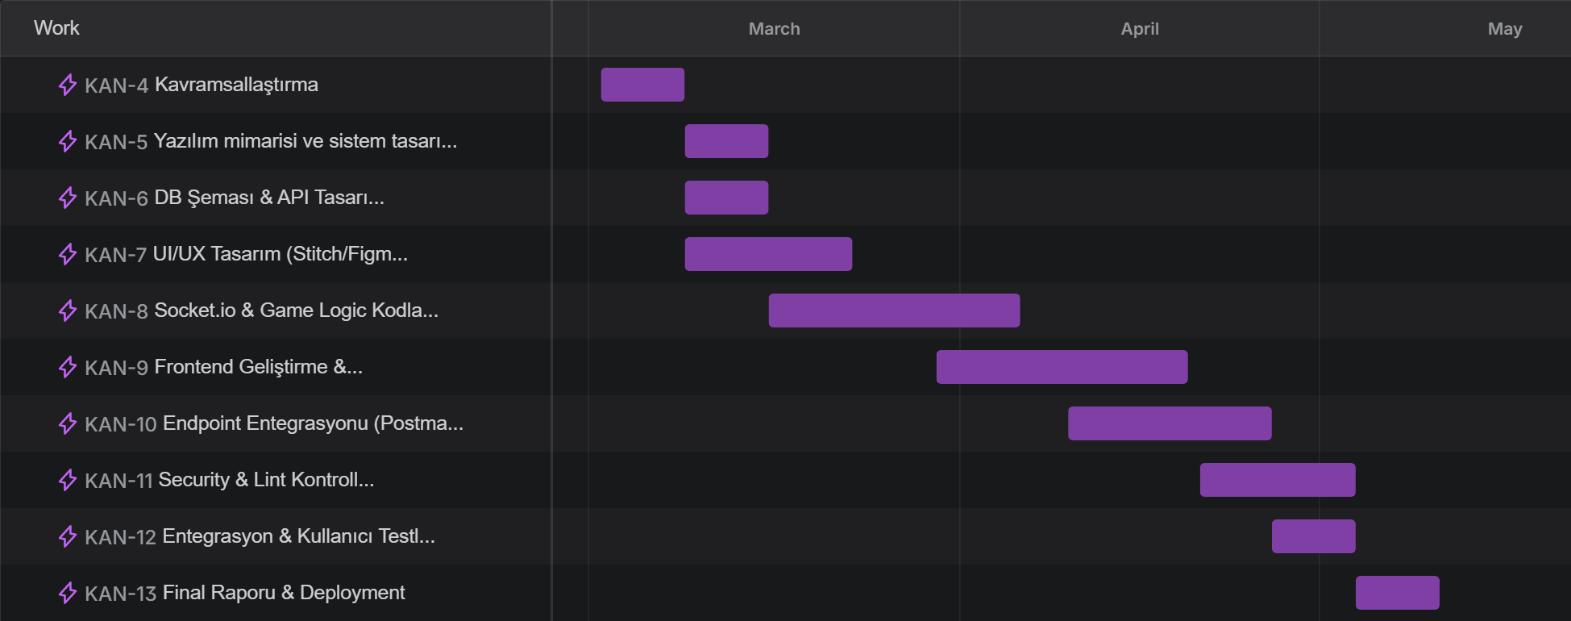 Work
March
April
May
KAN-4 Kavramsallaştırma
KAN-5 Yazılım mimarisi ve sistem tasarı...
KAN-6 DB Şeması & API Tasarı...
KAN-7 UI/UX Tasarım (Stitch/Figm...
KAN-8 Socket.io & Game Logic Kodla...
KAN-9 Frontend Geliştirme &...
KAN-10 Endpoint Entegrasyonu (Postma...
KAN-11 Security & Lint Kontroll...
KAN-12 Entegrasyon & Kullanıcı Testl...
KAN-13 Final Raporu & Deployment